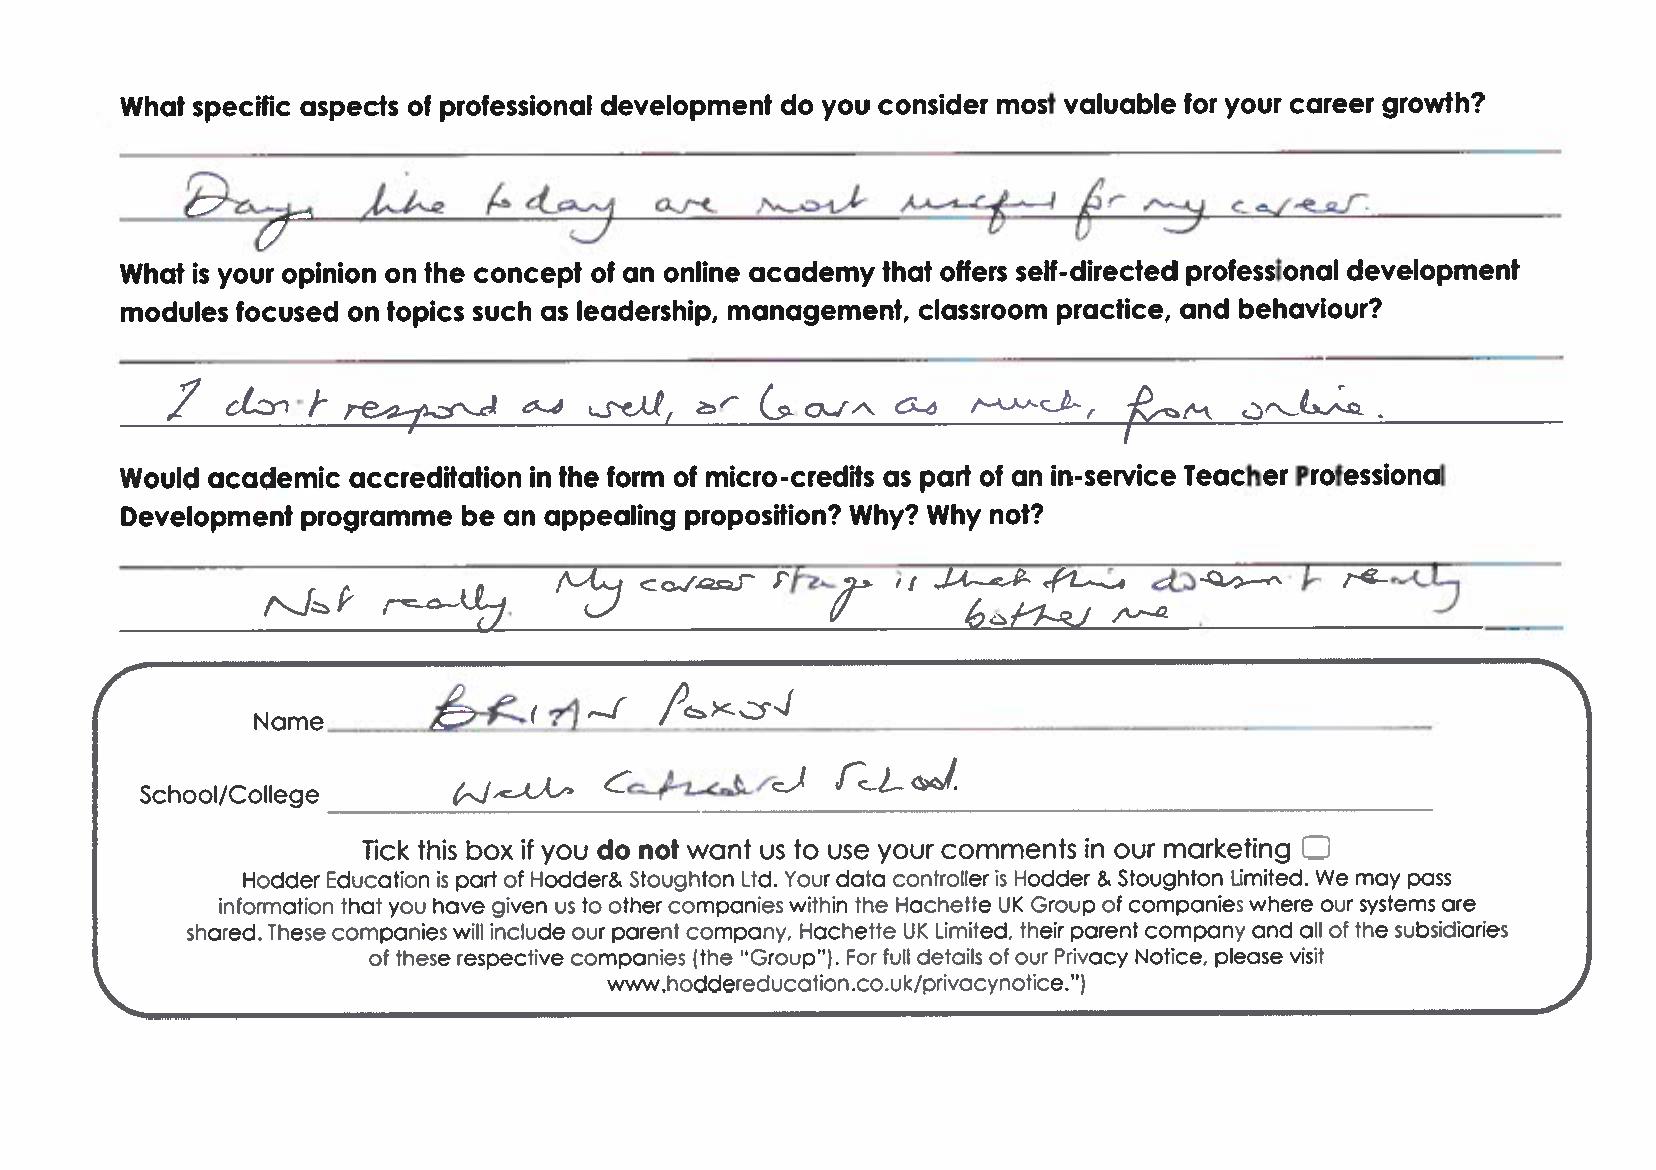 What specific aspects of professional development do you consider most valuable for your career growth?
Days like today are most useful for my career.
What is your opinion on the concept of an online academy that offers self-directed professional development
modules focused on topics such as leadership, management, classroom practice, and behaviour?
I don't respond as well, or learn as much, from online.
Would academic accreditation in the form of micro-credits as part of an in-service Teacher Professional
Development programme be an appealing proposition? Why? Why not?
Not really. My career stage is that this doesn't really
bother me.
Name BRIAN Poxon
School/College Wells Cathedral School.
Tick this box if you do not want us to use your comments in our marketing
Hodder Education is part of Hodder& Stoughton Ltd. Your data controller is Hodder & Stoughton Limited. We may pass
information that you have given us to other companies within the Hachette UK Group of companies where our systems are
shared. These companies will include our parent company, Hachette UK Limited, their parent company and all of the subsidiaries
of these respective companies (the "Group"). For full details of our Privacy Notice, please visit
www.hoddereducation.co.uk/privacynotice.")